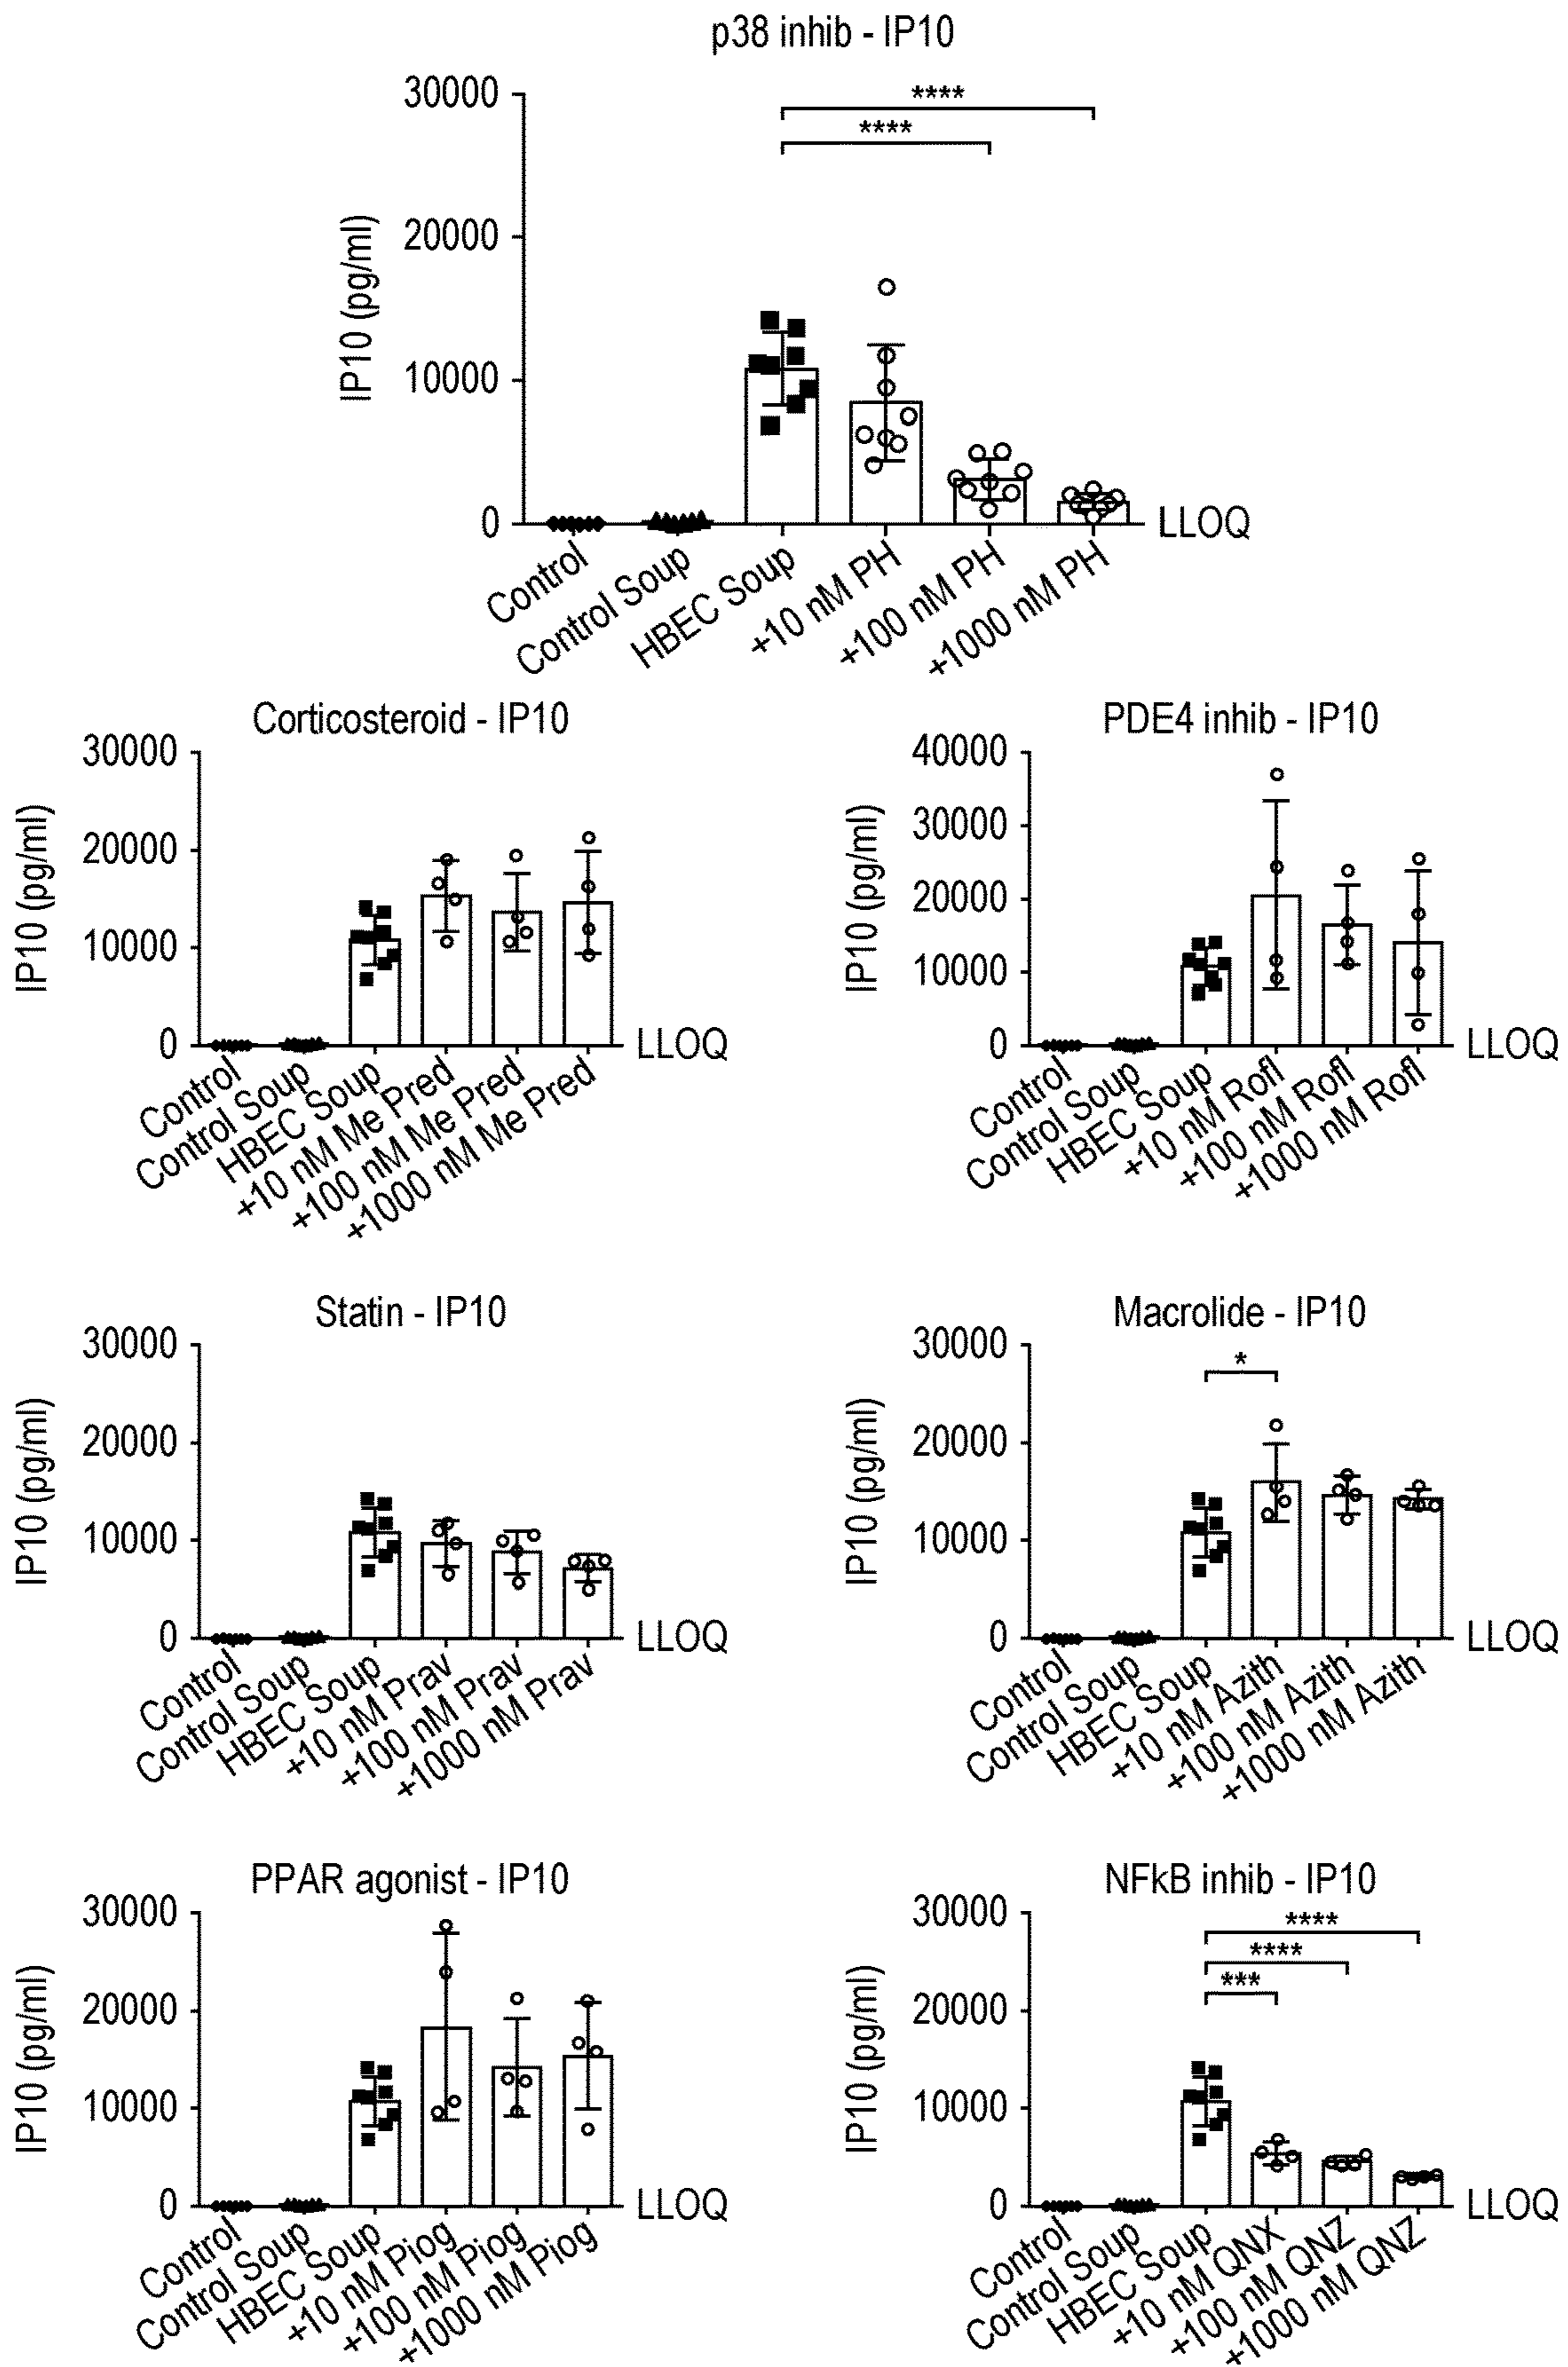 p38 inhib - IP10
IP10 (pg/ml)
30000
20000
10000
0
****
****
LLOQ
Control
Control Soup
HBEC Soup
+10 nM PH
+100 nM PH
+1000 nM PH
Corticosteroid - IP10
IP10 (pg/ml)
30000
20000
10000
0
LLOQ
Control
Control Soup
HBEC Soup
+10 nM Me Pred
+100 nM Me Pred
+1000 nM Me Pred
PDE4 inhib - IP10
IP10 (pg/ml)
40000
30000
20000
10000
0
LLOQ
Control
Control Soup
HBEC Soup
+10 nM Rofl
+100 nM Rofl
+1000 nM Rofl
Statin - IP10
IP10 (pg/ml)
30000
20000
10000
0
LLOQ
Control
Control Soup
HBEC Soup
+10 nM Prav
+100 nM Prav
+1000 nM Prav
Macrolide - IP10
IP10 (pg/ml)
30000
20000
10000
0
*
LLOQ
Control
Control Soup
HBEC Soup
+10 nM Azith
+100 nM Azith
+1000 nM Azith
PPAR agonist - IP10
IP10 (pg/ml)
30000
20000
10000
0
LLOQ
Control
Control Soup
HBEC Soup
+10 nM Piog
+100 nM Piog
+1000 nM Piog
NFkB inhib - IP10
IP10 (pg/ml)
30000
20000
10000
0
****
****
***
LLOQ
Control
Control Soup
HBEC Soup
+10 nM QNX
+100 nM QNZ
+1000 nM QNZ